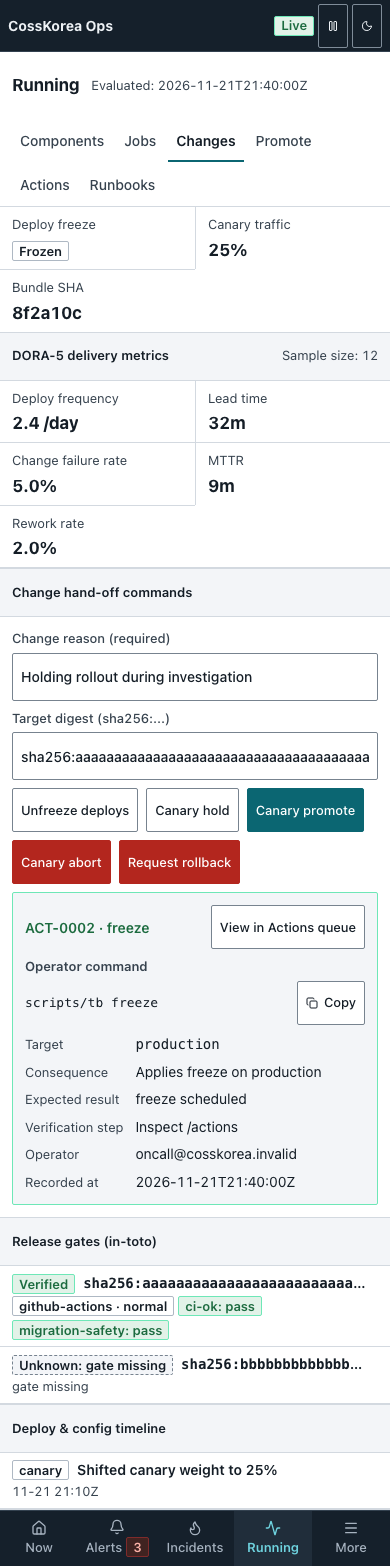 CossKorea Ops
Live
Running
Evaluated: 2026-11-21T21:40:00Z
Components
Jobs
Changes
Promote
Actions
Runbooks
Deploy freeze
Canary traffic
Frozen
25%
Bundle SHA
8f2a10c
DORA-5 delivery metrics
Sample size: 12
Deploy frequency
Lead time
2.4 /day
32m
Change failure rate
MTTR
5.0%
9m
Rework rate
2.0%
Change hand-off commands
Change reason (required)
Holding rollout during investigation
Target digest (sha256:...)
sha256:aaaaaaaaaaaaaaaaaaaaaaaaaaaaaaaaaaaaaaa
Unfreeze deploys
Canary hold
Canary promote
Canary abort
Request rollback
ACT-0002 · freeze
View in Actions queue
Operator command
scripts/tb freeze
Copy
Target production
Consequence Applies freeze on production
Expected result freeze scheduled
Verification step Inspect /actions
Operator oncall@cosskorea.invalid
Recorded at 2026-11-21T21:40:00Z
Release gates (in-toto)
Verified sha256:aaaaaaaaaaaaaaaaaaaaaaaaa…
github-actions · normal ci-ok: pass
migration-safety: pass
Unknown: gate missing sha256:bbbbbbbbbbbbb…
gate missing
Deploy & config timeline
canary Shifted canary weight to 25%
11-21 21:10Z
Now
Alerts 3
Incidents
Running
More